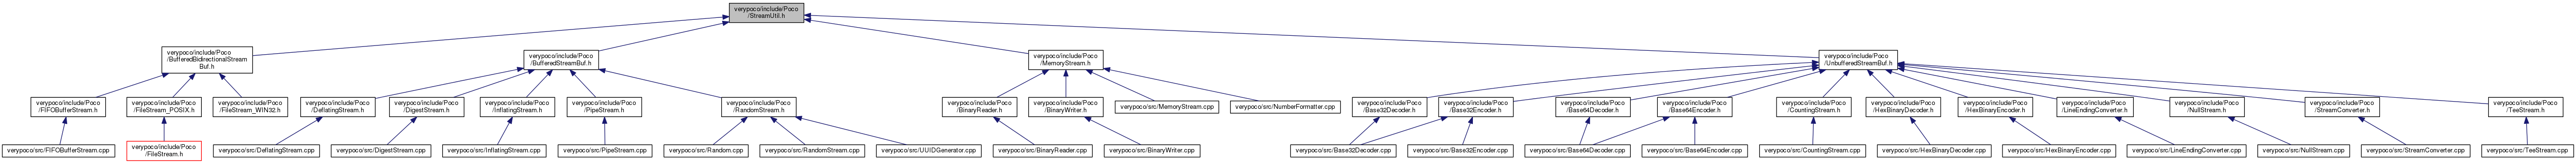 verypoco/include/Poco
/StreamUtil.h
verypoco/include/Poco
/BufferedBidirectionalStream
Buf.h
verypoco/include/Poco
/BufferedStreamBuf.h
verypoco/include/Poco
/MemoryStream.h
verypoco/include/Poco
/UnbufferedStreamBuf.h
verypoco/include/Poco
/FIFOBufferStream.h
verypoco/include/Poco
/FileStream_POSIX.h
verypoco/include/Poco
/FileStream_WIN32.h
verypoco/include/Poco
/DeflatingStream.h
verypoco/include/Poco
/DigestStream.h
verypoco/include/Poco
/InflatingStream.h
verypoco/include/Poco
/PipeStream.h
verypoco/include/Poco
/RandomStream.h
verypoco/include/Poco
/BinaryReader.h
verypoco/include/Poco
/BinaryWriter.h
verypoco/src/MemoryStream.cpp
verypoco/src/NumberFormatter.cpp
verypoco/include/Poco
/Base32Decoder.h
verypoco/include/Poco
/Base32Encoder.h
verypoco/include/Poco
/Base64Decoder.h
verypoco/include/Poco
/Base64Encoder.h
verypoco/include/Poco
/CountingStream.h
verypoco/include/Poco
/HexBinaryDecoder.h
verypoco/include/Poco
/HexBinaryEncoder.h
verypoco/include/Poco
/LineEndingConverter.h
verypoco/include/Poco
/NullStream.h
verypoco/include/Poco
/StreamConverter.h
verypoco/include/Poco
/TeeStream.h
verypoco/src/FIFOBufferStream.cpp
verypoco/include/Poco
/FileStream.h
verypoco/src/DeflatingStream.cpp
verypoco/src/DigestStream.cpp
verypoco/src/InflatingStream.cpp
verypoco/src/PipeStream.cpp
verypoco/src/Random.cpp
verypoco/src/RandomStream.cpp
verypoco/src/UUIDGenerator.cpp
verypoco/src/BinaryReader.cpp
verypoco/src/BinaryWriter.cpp
verypoco/src/Base32Decoder.cpp
verypoco/src/Base32Encoder.cpp
verypoco/src/Base64Decoder.cpp
verypoco/src/Base64Encoder.cpp
verypoco/src/CountingStream.cpp
verypoco/src/HexBinaryDecoder.cpp
verypoco/src/HexBinaryEncoder.cpp
verypoco/src/LineEndingConverter.cpp
verypoco/src/NullStream.cpp
verypoco/src/StreamConverter.cpp
verypoco/src/TeeStream.cpp